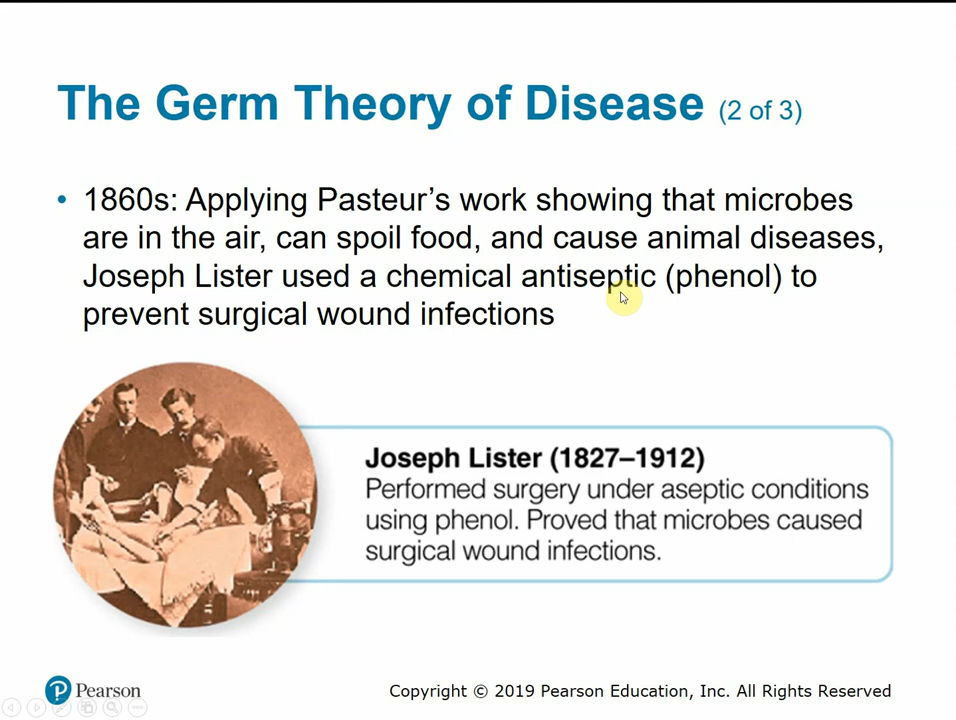 The Germ Theory of Disease (2 of 3)
• 1860s: Applying Pasteur’s work showing that microbes
are in the air, can spoil food, and cause animal diseases,
Joseph Lister used a chemical antiseptic (phenol) to
prevent surgical wound infections
Joseph Lister (1827–1912)
Performed surgery under aseptic conditions
using phenol. Proved that microbes caused
surgical wound infections.
P Pearson
Copyright © 2019 Pearson Education, Inc. All Rights Reserved